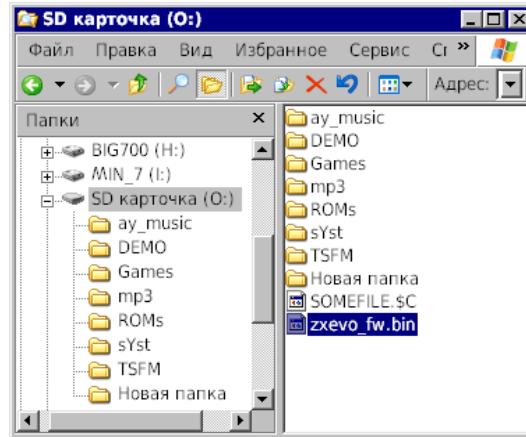 SD карточка (O:)
Файл Правка Вид Избранное Сервис Сп »
Адрес:
Папки
BIG700 (H:)
MIN_7 (I:)
SD карточка (O:)
ay_music
DEMO
Games
mp3
ROMs
sYst
TSFM
Новая папка
ay_music
DEMO
Games
mp3
ROMs
sYst
TSFM
Новая папка
SOMEFILE.$C
zxevo_fw.bin